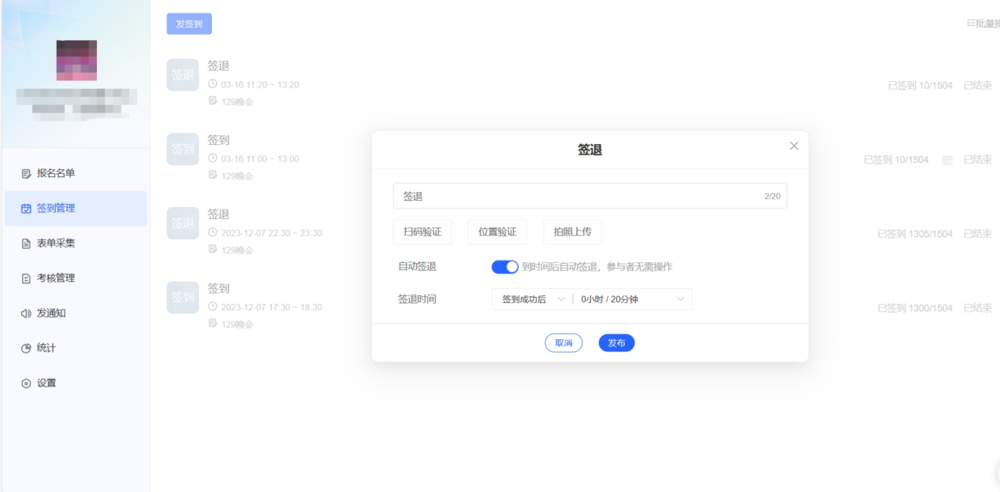 发签到
批量
签退
签退
03-16 11:20 ~ 13:20
129晚会
已签到 10/1504 已结束
签到
签到
03-16 11:00 ~ 13:00
129晚会
已签到 10/1504 已结束
签退
签退
2023-12-07 22:30 ~ 23:30
129晚会
已签到 1305/1504 已结束
签到
签到
2023-12-07 17:30 ~ 18:30
129晚会
已签到 1300/1504 已结束
报名名单
签到管理
表单采集
考核管理
发通知
统计
设置
签退
签退 2/20
扫码验证 位置验证 拍照上传
自动签退 到时间后自动签退，参与者无需操作
签退时间 签到成功后 0小时 / 20分钟
取消 发布